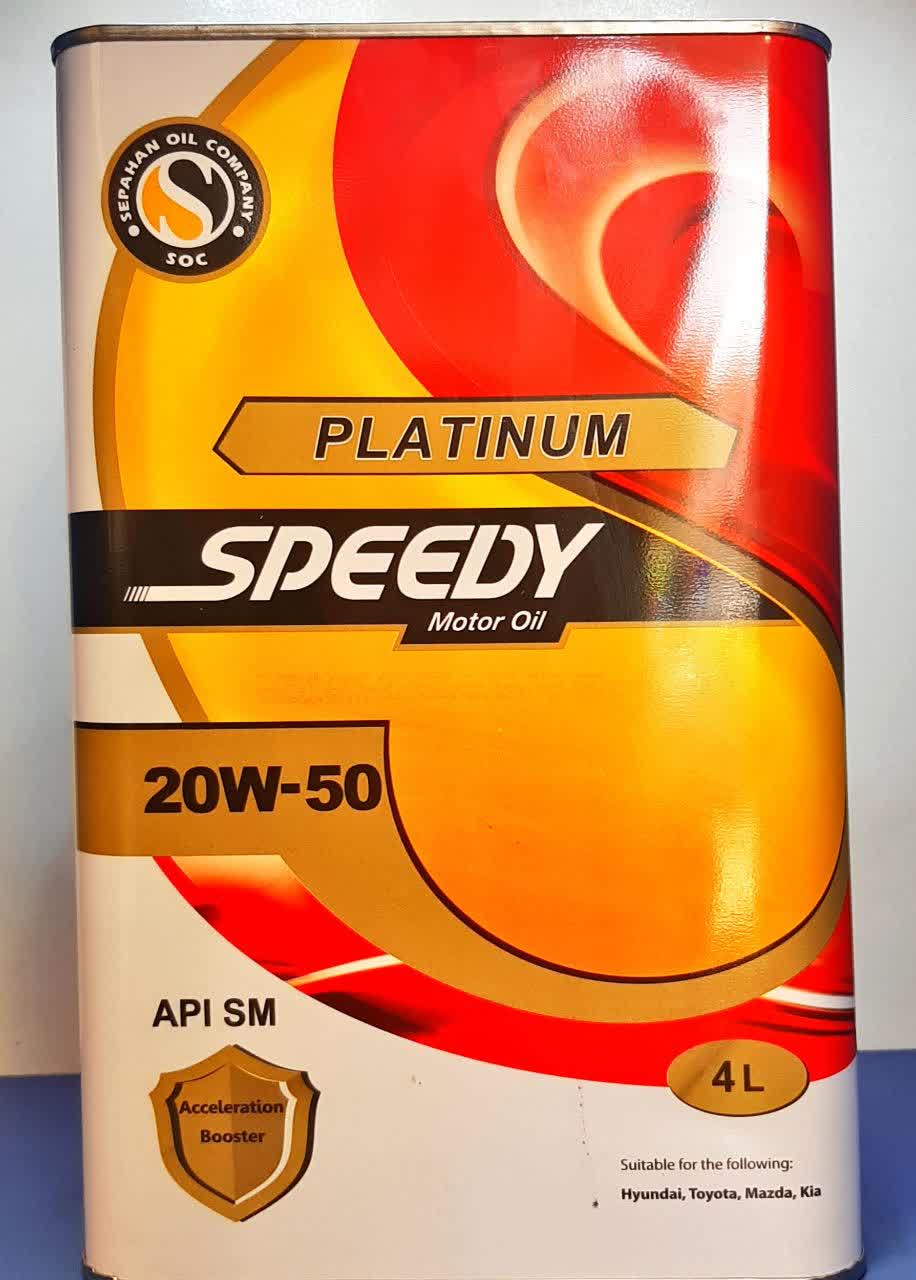 SEPAHAN OIL COMPANY
S
SOC
PLATINUM
SPEEDY
Motor Oil
20W-50
API SM
Acceleration
Booster
4 L
Suitable for the following:
Hyundai, Toyota, Mazda, Kia